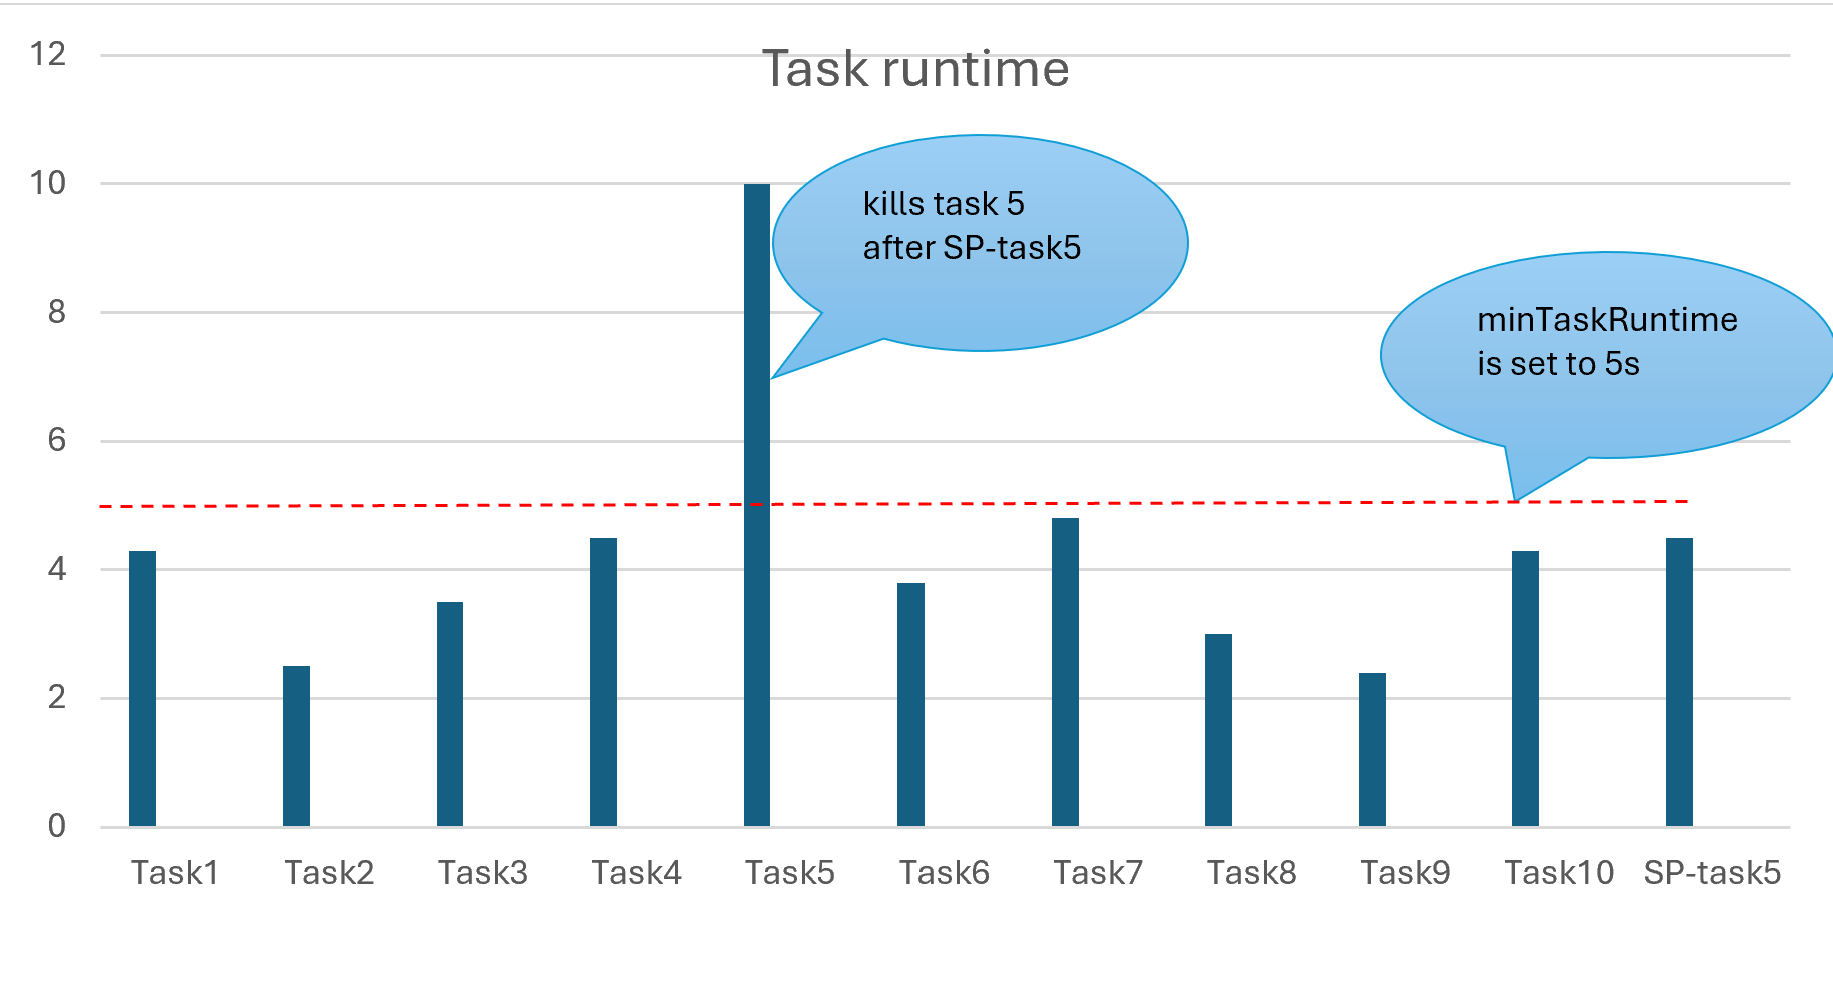 Task runtime
12
10
8
6
4
2
0
kills task 5
after SP-task5
minTaskRuntime
is set to 5s
Task1
Task2
Task3
Task4
Task5
Task6
Task7
Task8
Task9
Task10
SP-task5